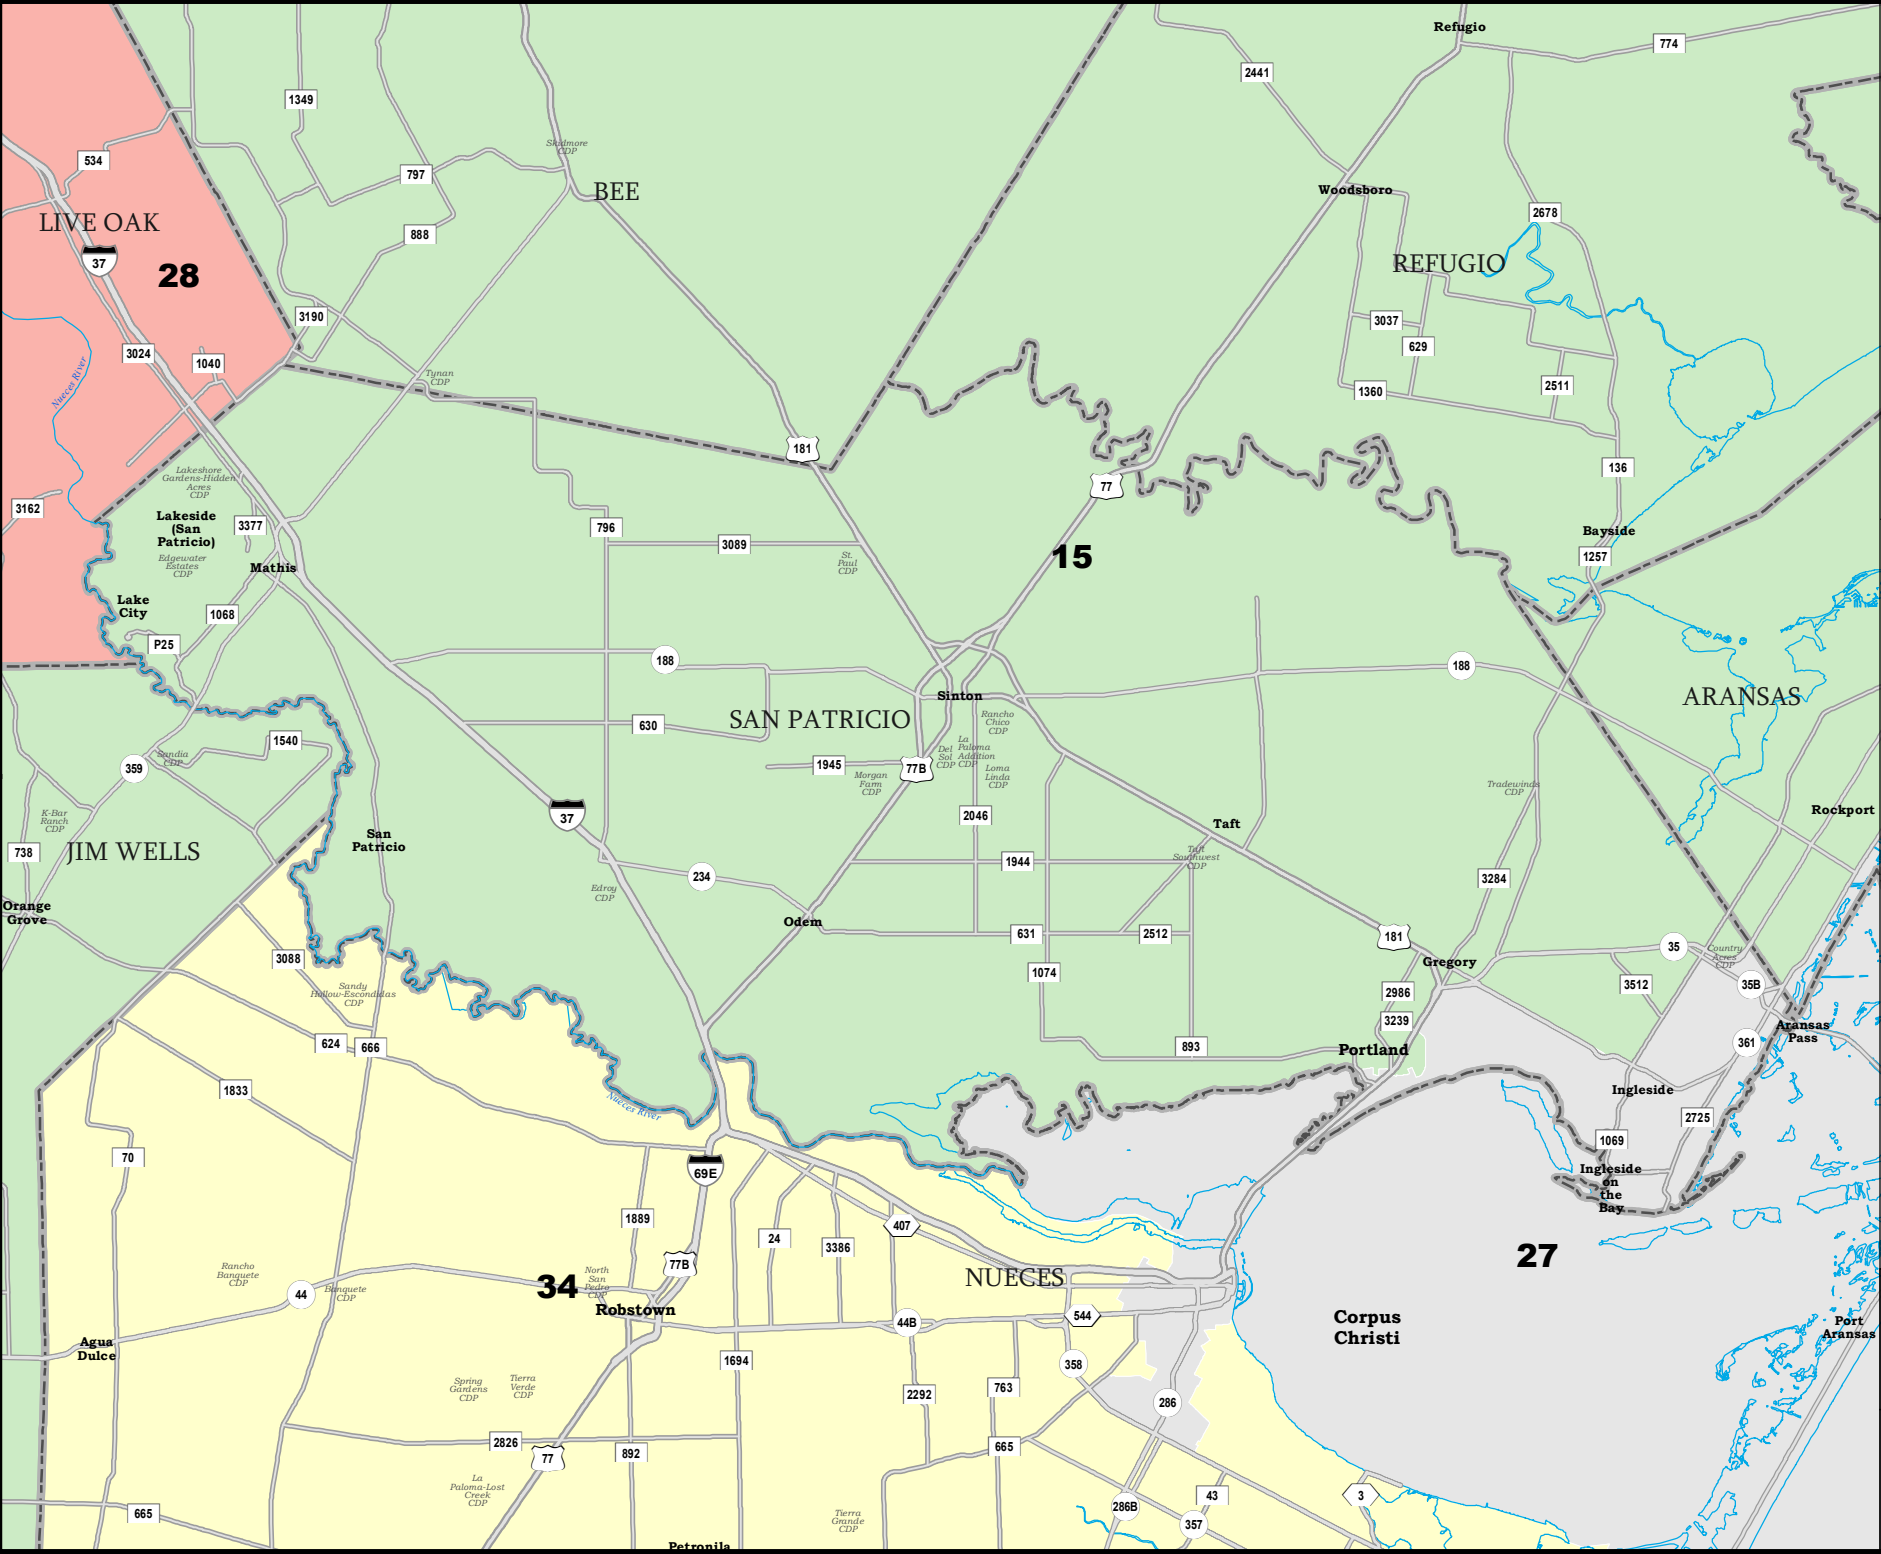 Refugio
774
2441
1349
Skidmore
CDP
534
797
BEE
Woodsboro
LIVE OAK
888
2678
37
28
REFUGIO
3190
3037
629
3024
1040
Nueces River
Tynan
CDP
1360
2511
181
136
77
Lakeshore
Gardens-Hidden
Acres
CDP
3162
Lakeside
(San
Patricio)
3377
796
3089
Bayside
1257
15
St.
Paul
CDP
Edgewater
Estates
CDP
Mathis
Lake
City
1068
P25
188
188
Sinton
ARANSAS
SAN PATRICIO
630
Rancho
Chico
CDP
1540
359
Sandia
CDP
1945
77B
Del
Sol
CDP
La
Paloma
Addition
CDP
Loma
Linda
CDP
Morgan
Farm
CDP
Tradewinds
CDP
K-Bar
Ranch
CDP
37
2046
Taft
Rockport
San
Patricio
738
JIM WELLS
1944
Taft
Southwest
CDP
234
Edroy
CDP
3284
Orange
Grove
Odem
631
2512
181
35
Country
Acres
CDP
3088
Gregory
1074
2986
3512
35B
Sandy
Hollow-Escondidas
CDP
3239
Aransas
Pass
624
666
893
Portland
361
1833
Nueces River
Ingleside
2725
1069
70
69E
Ingleside
on
the
Bay
1889
407
24
3386
77B
34
North
San
Pedro
CDP
Rancho
Banquete
CDP
44
Banquete
CDP
Robstown
NUECES
27
44B
544
Corpus
Christi
Port
Aransas
Agua
Dulce
1694
358
Spring
Gardens
CDP
Tierra
Verde
CDP
2292
763
286
2826
77
892
665
La
Paloma-Lost
Creek
CDP
665
Tierra
Grande
CDP
286B
43
357
3
Petronila